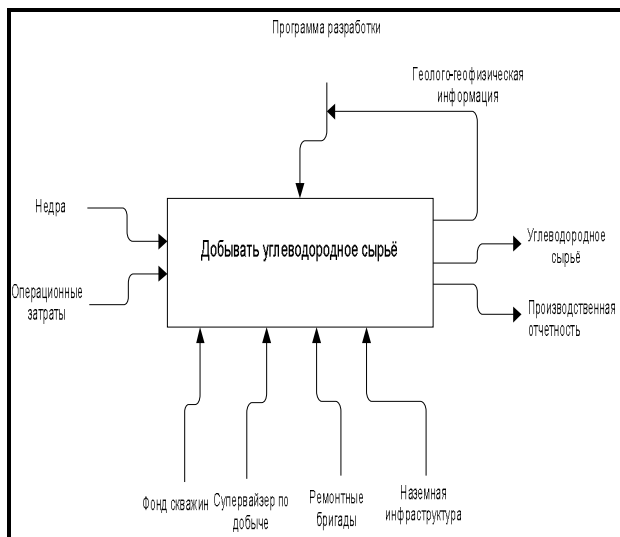 Программа разработки
Геолого-геофизическая
информация
Недра
Добывать углеводородное сырьё
Углеводородное
сырьё
Операционные
затраты
Производственная
отчетность
Фонд скважин
Супервайзер по
добыче
Ремонтные
бригады
Наземная
инфраструктура